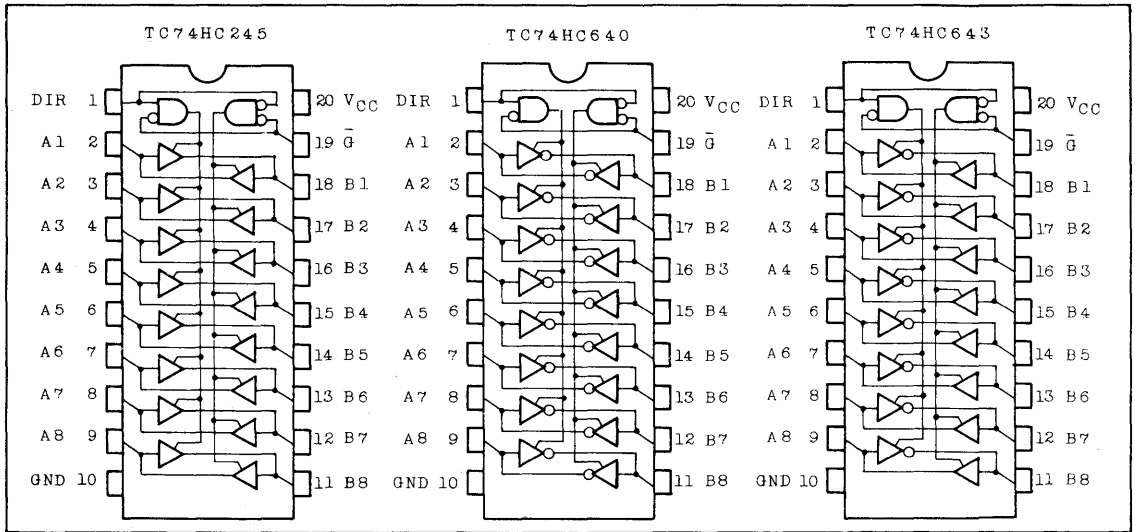 TC74HC245
DIR 1 20 VCC
A1 2 19 G̅
A2 3 18 B1
A3 4 17 B2
A4 5 16 B3
A5 6 15 B4
A6 7 14 B5
A7 8 13 B6
A8 9 12 B7
GND 10 11 B8
TC74HC640
DIR 1 20 VCC
A1 2 19 G̅
A2 3 18 B1
A3 4 17 B2
A4 5 16 B3
A5 6 15 B4
A6 7 14 B5
A7 8 13 B6
A8 9 12 B7
GND 10 11 B8
TC74HC643
DIR 1 20 VCC
A1 2 19 G̅
A2 3 18 B1
A3 4 17 B2
A4 5 16 B3
A5 6 15 B4
A6 7 14 B5
A7 8 13 B6
A8 9 12 B7
GND 10 11 B8